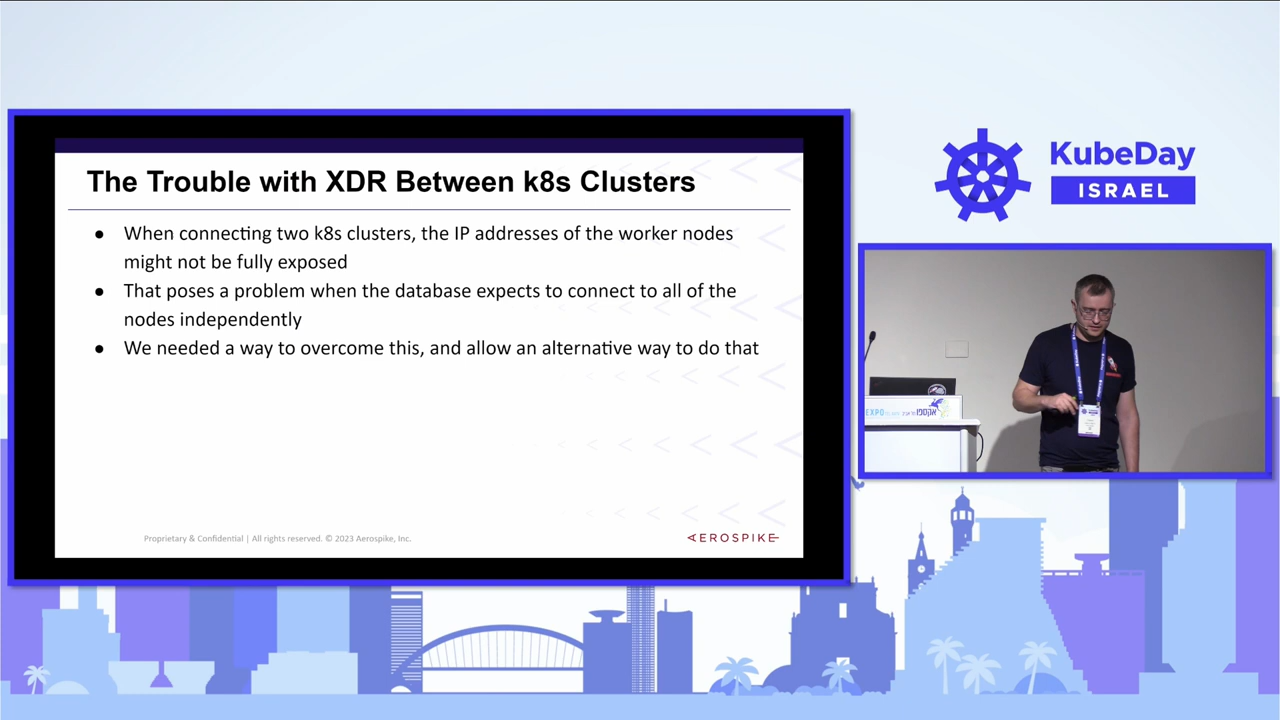 The Trouble with XDR Between k8s Clusters
● When connecting two k8s clusters, the IP addresses of the worker nodes
might not be fully exposed
● That poses a problem when the database expects to connect to all of the
nodes independently
● We needed a way to overcome this, and allow an alternative way to do that
Proprietary & Confidential | All rights reserved. © 2023 Aerospike, Inc.
AEROSPIKE
KubeDay
ISRAEL
EXPO
אקספו